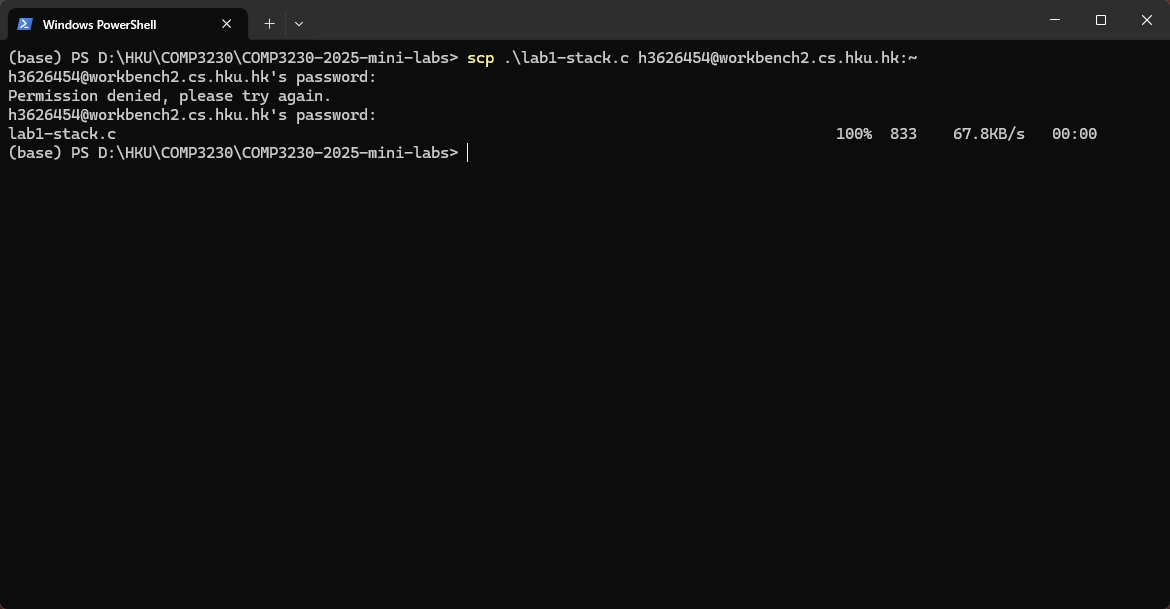 Windows PowerShell
(base) PS D:\HKU\COMP3230\COMP3230-2025-mini-labs> scp .\lab1-stack.c h3626454@workbench2.cs.hku.hk:~
h3626454@workbench2.cs.hku.hk's password:
Permission denied, please try again.
h3626454@workbench2.cs.hku.hk's password:
lab1-stack.c 100% 833 67.8KB/s 00:00
(base) PS D:\HKU\COMP3230\COMP3230-2025-mini-labs>